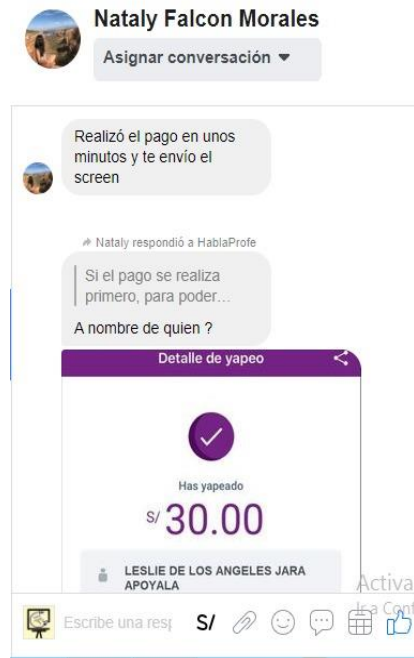 Nataly Falcon Morales
Asignar conversación
Realizó el pago en unos
minutos y te envío el
screen
Nataly respondió a HablaProfe
Si el pago se realiza
primero, para poder...
A nombre de quien ?
Detalle de yapeo
Has yapeado
S/ 30.00
LESLIE DE LOS ANGELES JARA
APOYALA
Activa
Ir a Conf
Escribe una resp
S/